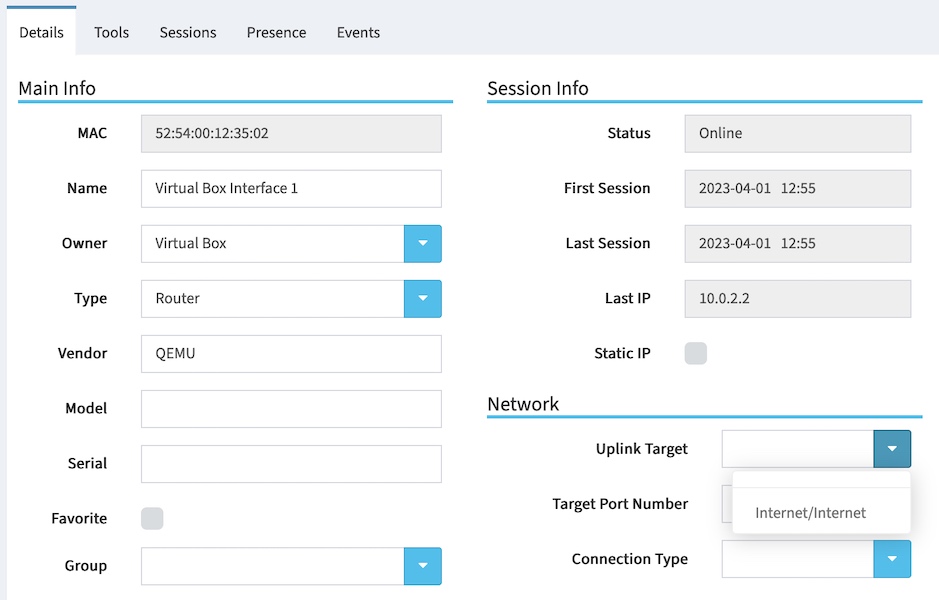 Details
Tools
Sessions
Presence
Events
Main Info
MAC
52:54:00:12:35:02
Name
Virtual Box Interface 1
Owner
Virtual Box
Type
Router
Vendor
QEMU
Model
Serial
Favorite
Group
Session Info
Status
Online
First Session
2023-04-01 12:55
Last Session
2023-04-01 12:55
Last IP
10.0.2.2
Static IP
Network
Uplink Target
Target Port Number
Internet/Internet
Connection Type